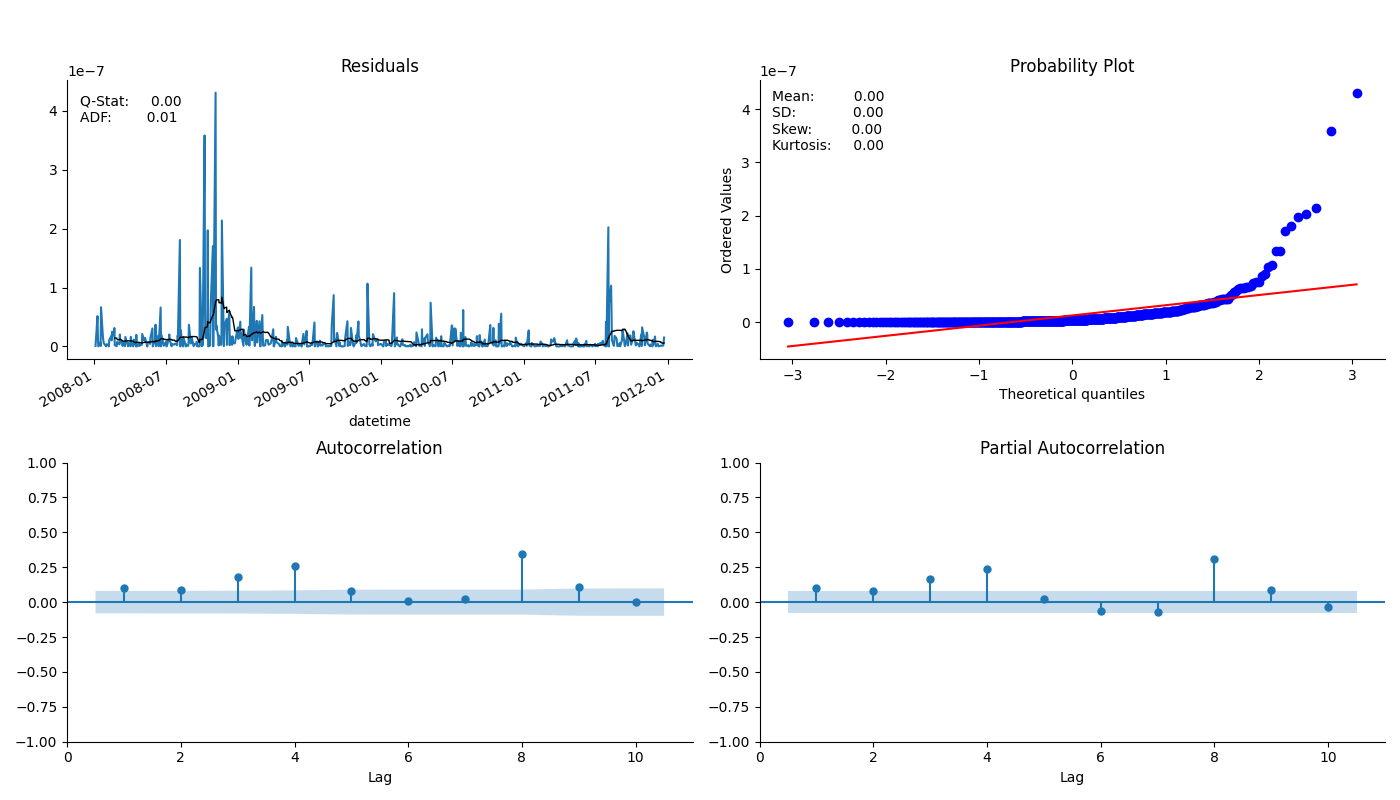 Residuals
1e−7
Q-Stat: 0.00
ADF: 0.01
4
3
2
1
0
2008-01
2008-07
2009-01
2009-07
2010-01
2010-07
2011-01
2011-07
2012-01
datetime
Probability Plot
1e−7
Mean: 0.00
SD: 0.00
Skew: 0.00
Kurtosis: 0.00
Ordered Values
4
3
2
1
0
−3 −2 −1 0 1 2 3
Theoretical quantiles
Autocorrelation
1.00
0.75
0.50
0.25
0.00
−0.25
−0.50
−0.75
−1.00
0 2 4 6 8 10
Lag
Partial Autocorrelation
1.00
0.75
0.50
0.25
0.00
−0.25
−0.50
−0.75
−1.00
0 2 4 6 8 10
Lag